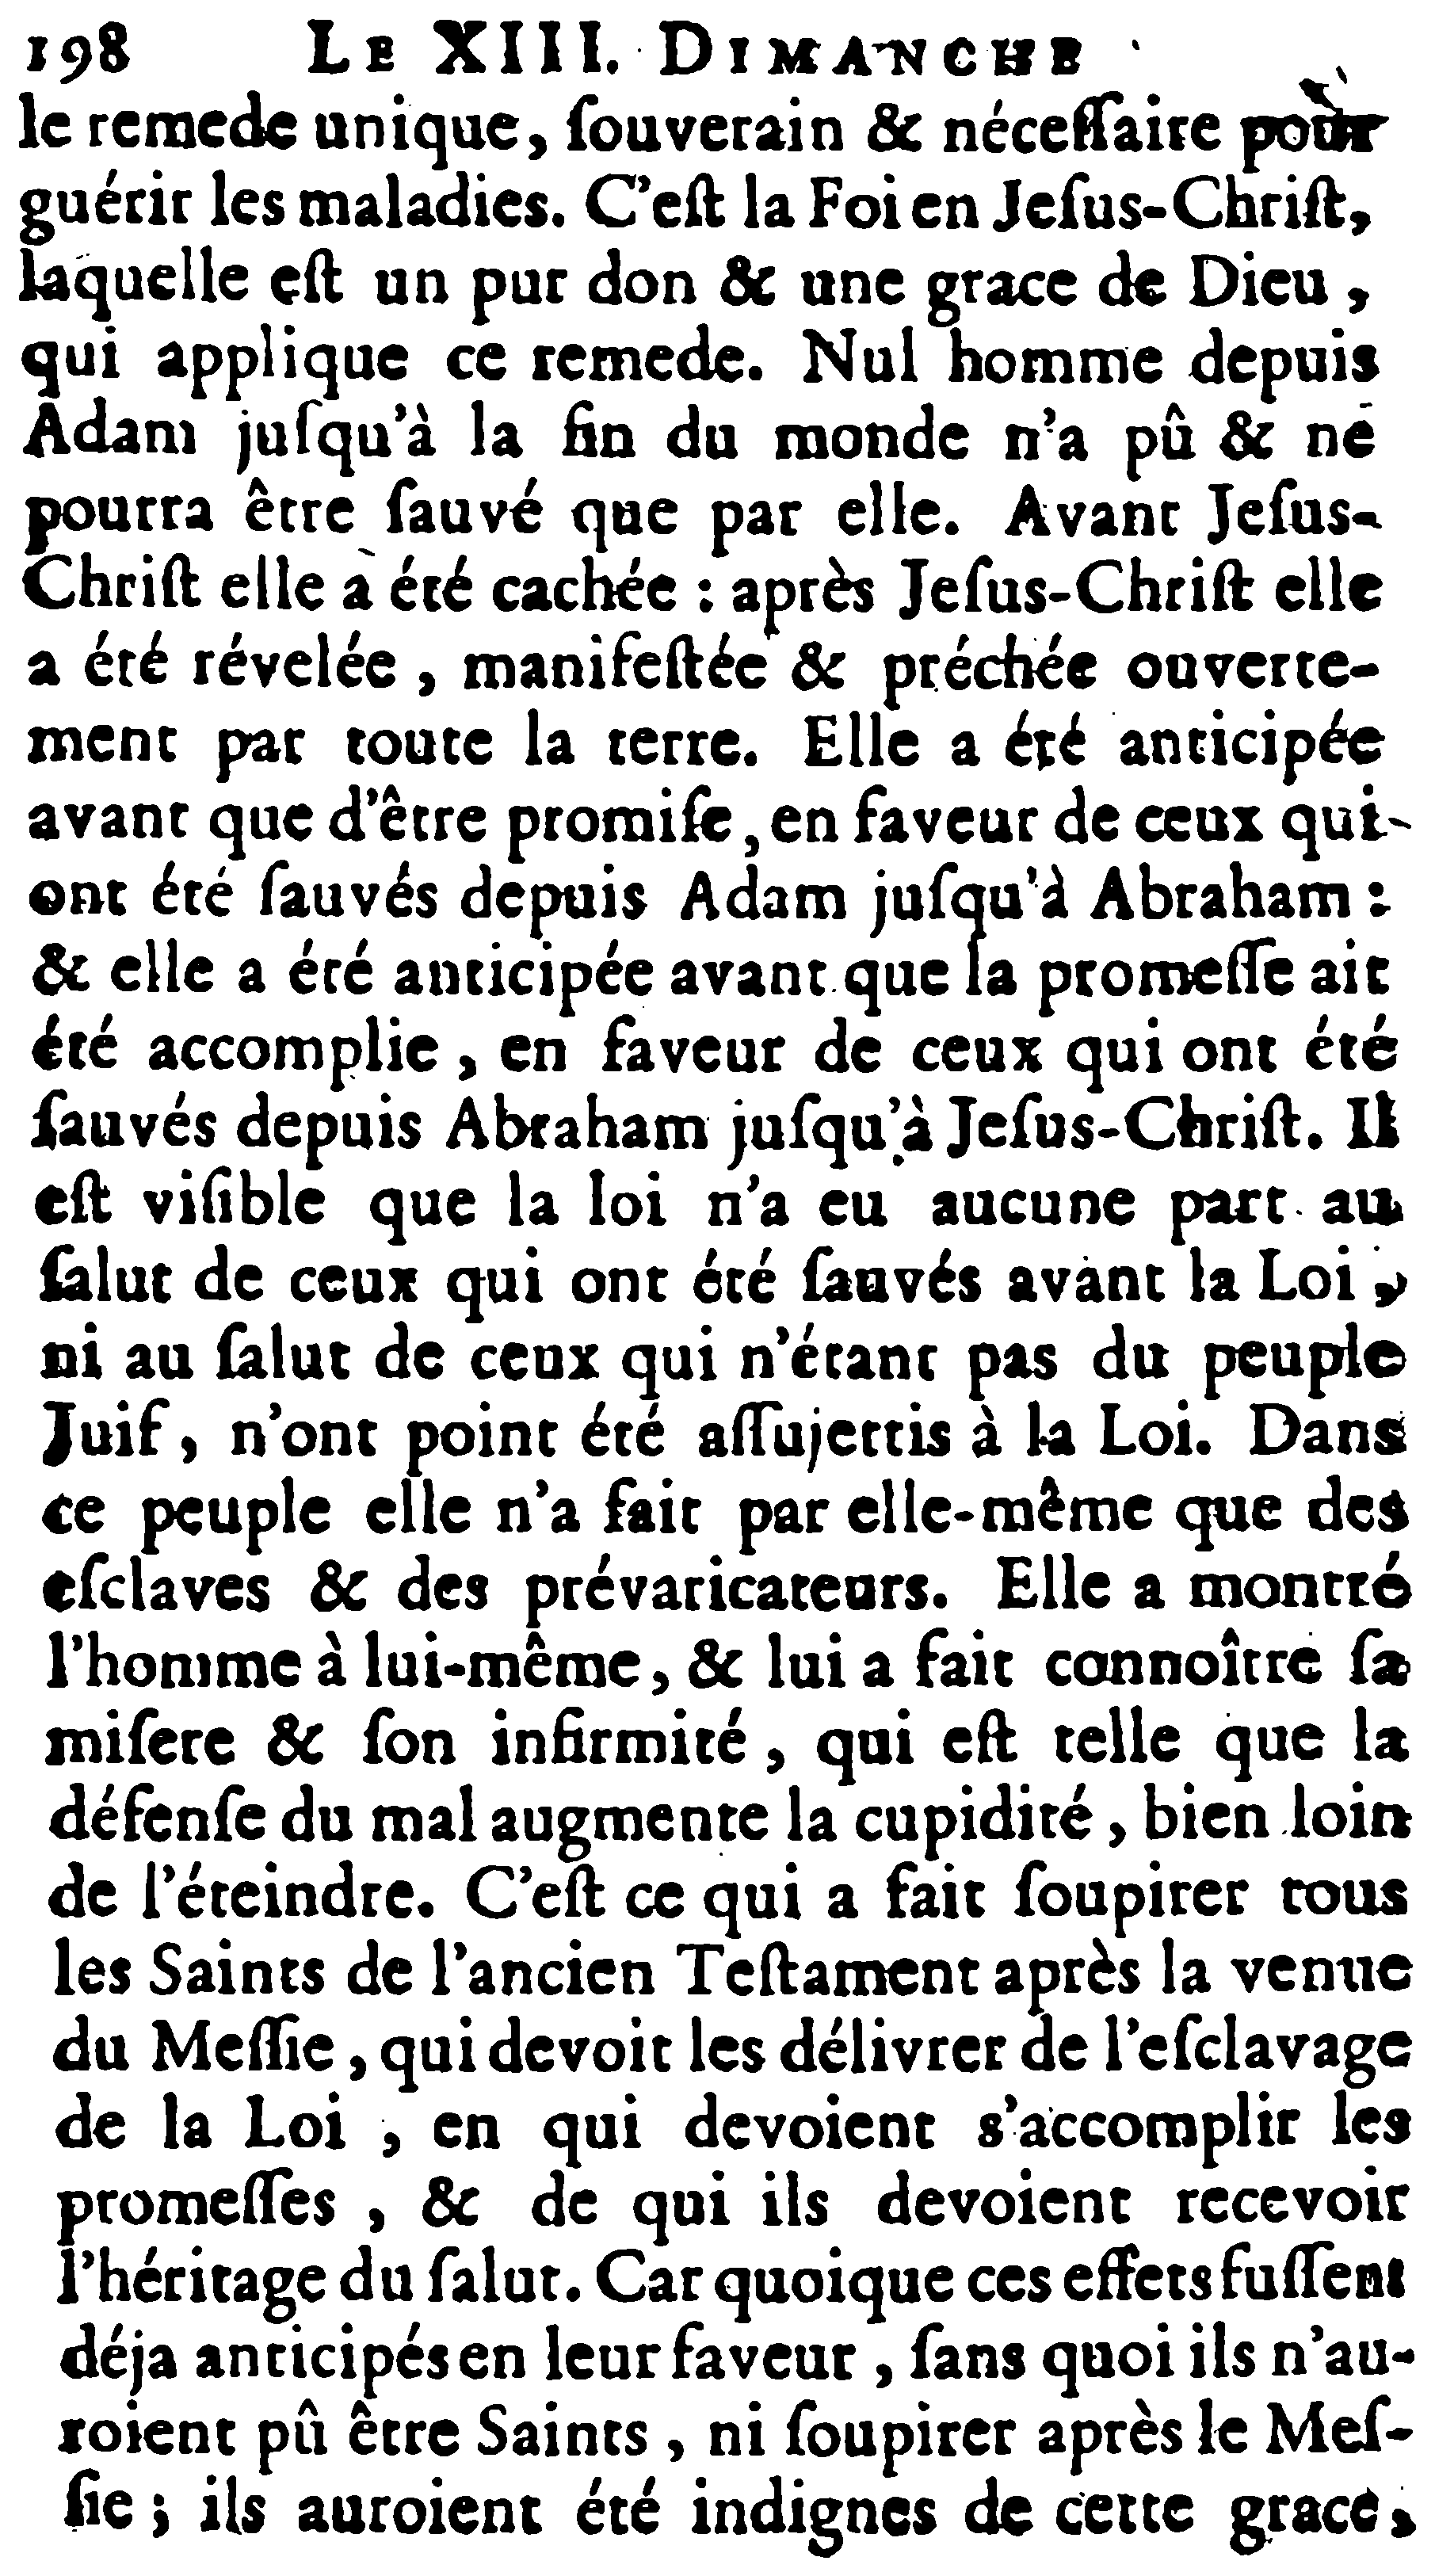 198 LE XIII. DIMANCHE
le remede unique, ſouverain & néceſſaire pour
guérir les maladies. C'eſt la Foi en Jeſus-Chriſt,
laquelle eſt un pur don & une grace de Dieu,
qui applique ce remede. Nul homme depuis
Adam juſqu'à la fin du monde n'a pû & ne
pourra être ſauvé que par elle. Avant Jeſus-
Chriſt elle a été cachée : après Jeſus-Chriſt elle
a été révelée, manifeſtée & préchée ouverte-
ment par toute la terre. Elle a été anticipée
avant que d'être promiſe, en faveur de ceux qui
ont été ſauvés depuis Adam juſqu'à Abraham :
& elle a été anticipée avant que la promeſſe ait
été accomplie, en faveur de ceux qui ont été
ſauvés depuis Abraham juſqu'à Jeſus-Chriſt. Il
eſt viſible que la loi n'a eu aucune part au
ſalut de ceux qui ont été ſauvés avant la Loi,
ni au ſalut de ceux qui n'étant pas du peuple
Juif, n'ont point été aſſujettis à la Loi. Dans
ce peuple elle n'a fait par elle-même que des
eſclaves & des prévaricateurs. Elle a montré
l'homme à lui-même, & lui a fait connoître ſa
miſere & ſon infirmité, qui eſt telle que la
défenſe du mal augmente la cupidité, bien loin
de l'éteindre. C'eſt ce qui a fait ſoupirer tous
les Saints de l'ancien Teſtament après la venue
du Meſſie, qui devoit les délivrer de l'eſclavage
de la Loi, en qui devoient s'accomplir les
promeſſes, & de qui ils devoient recevoir
l'héritage du ſalut. Car quoique ces effets fuſſent
déja anticipés en leur faveur, ſans quoi ils n'au-
roient pû être Saints, ni ſoupirer après le Meſ-
ſie ; ils auroient été indignes de cette grace,